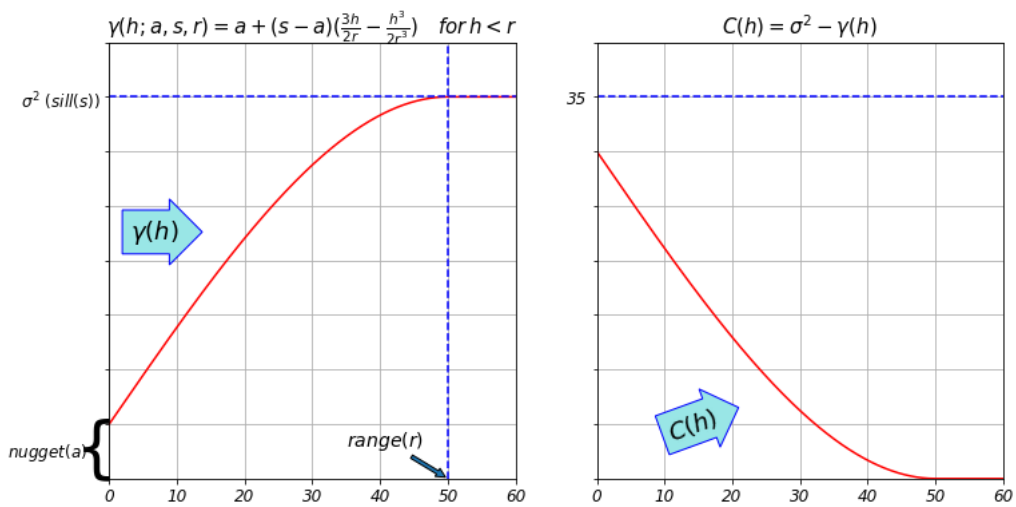 γ(h; a, s, r) = a + (s − a)(3h/2r − h³/2r³) for h < r
σ² (sill(s))
γ(h)
nugget(a)
range(r)
0 10 20 30 40 50 60
C(h) = σ² − γ(h)
35
C(h)
0 10 20 30 40 50 60